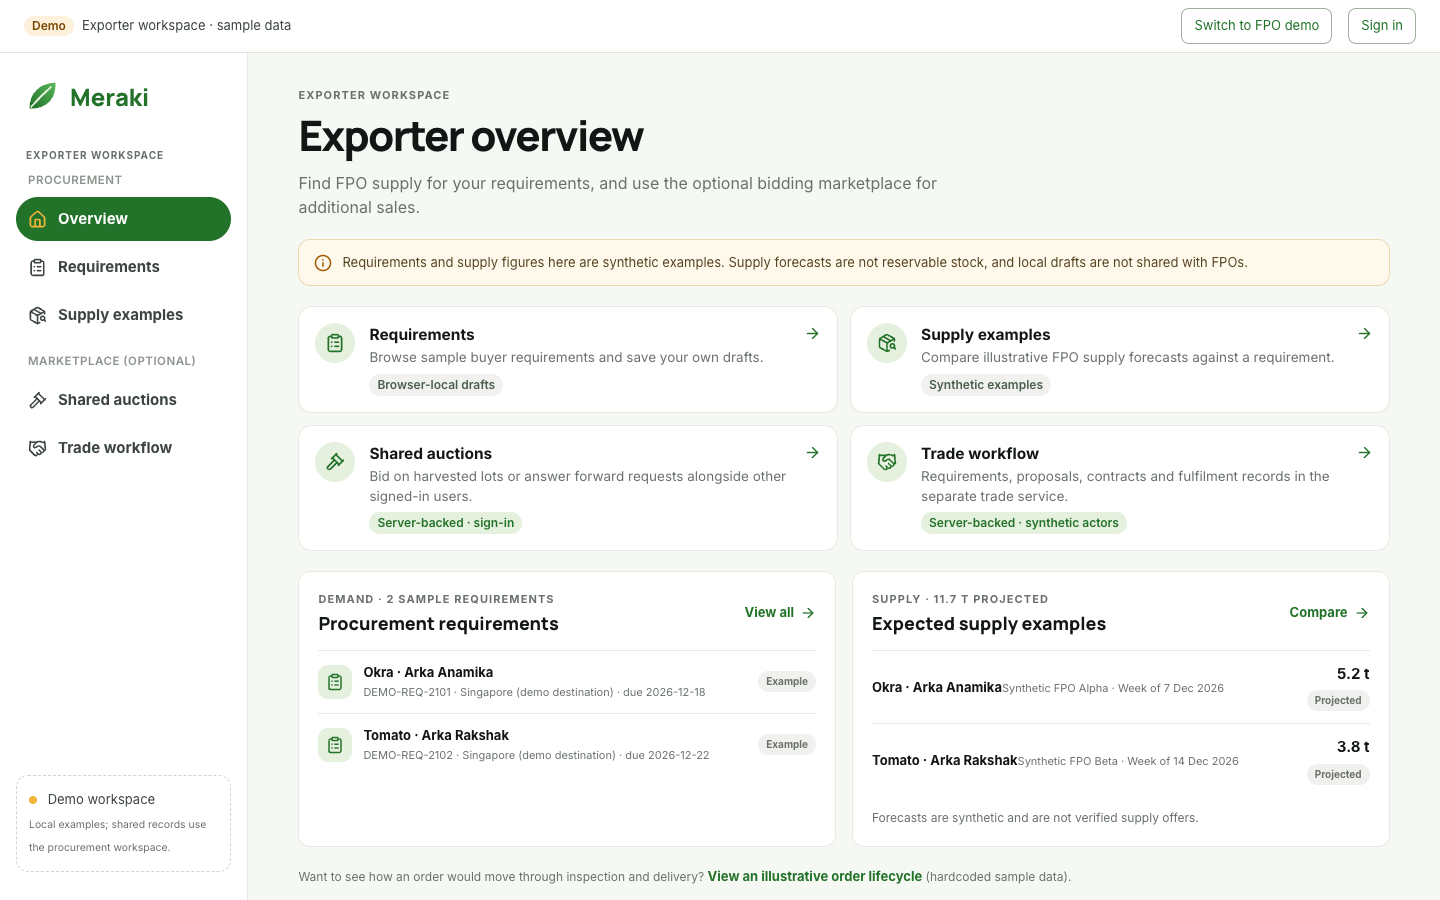 Demo Exporter workspace · sample data
Switch to FPO demo
Sign in
Meraki
EXPORTER WORKSPACE
PROCUREMENT
Overview
Requirements
Supply examples
MARKETPLACE (OPTIONAL)
Shared auctions
Trade workflow
Demo workspace
Local examples; shared records use
the procurement workspace.
EXPORTER WORKSPACE
Exporter overview
Find FPO supply for your requirements, and use the optional bidding marketplace for
additional sales.
Requirements and supply figures here are synthetic examples. Supply forecasts are not reservable stock, and local drafts are not shared with FPOs.
Requirements
Browse sample buyer requirements and save your own drafts.
Browser-local drafts
Supply examples
Compare illustrative FPO supply forecasts against a requirement.
Synthetic examples
Shared auctions
Bid on harvested lots or answer forward requests alongside other
signed-in users.
Server-backed · sign-in
Trade workflow
Requirements, proposals, contracts and fulfilment records in the
separate trade service.
Server-backed · synthetic actors
DEMAND · 2 SAMPLE REQUIREMENTS
Procurement requirements
View all
Okra · Arka Anamika
DEMO-REQ-2101 · Singapore (demo destination) · due 2026-12-18
Example
Tomato · Arka Rakshak
DEMO-REQ-2102 · Singapore (demo destination) · due 2026-12-22
Example
SUPPLY · 11.7 T PROJECTED
Expected supply examples
Compare
Okra · Arka AnamikaSynthetic FPO Alpha · Week of 7 Dec 2026
5.2 t
Projected
Tomato · Arka RakshakSynthetic FPO Beta · Week of 14 Dec 2026
3.8 t
Projected
Forecasts are synthetic and are not verified supply offers.
Want to see how an order would move through inspection and delivery? View an illustrative order lifecycle (hardcoded sample data).